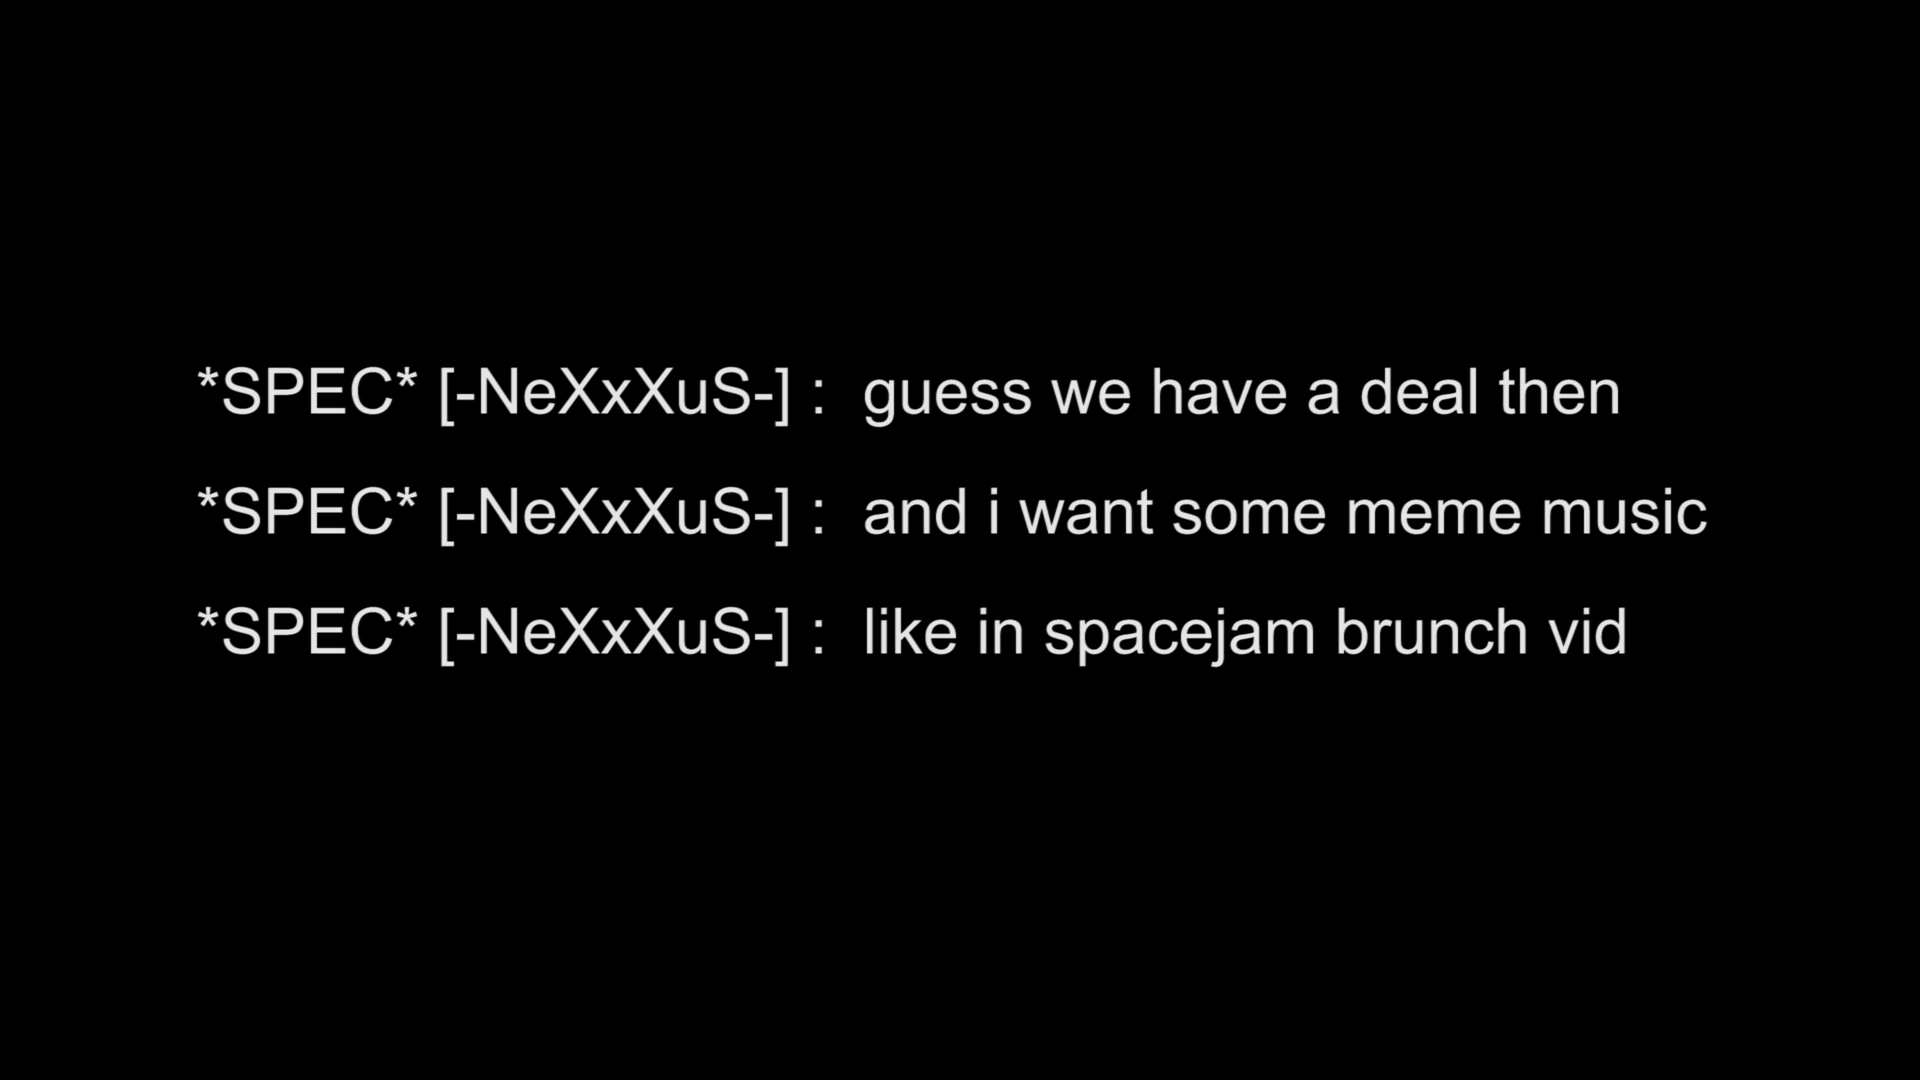 *SPEC* [-NeXxXuS-] :  guess we have a deal then
*SPEC* [-NeXxXuS-] :  and i want some meme music
*SPEC* [-NeXxXuS-] :  like in spacejam brunch vid